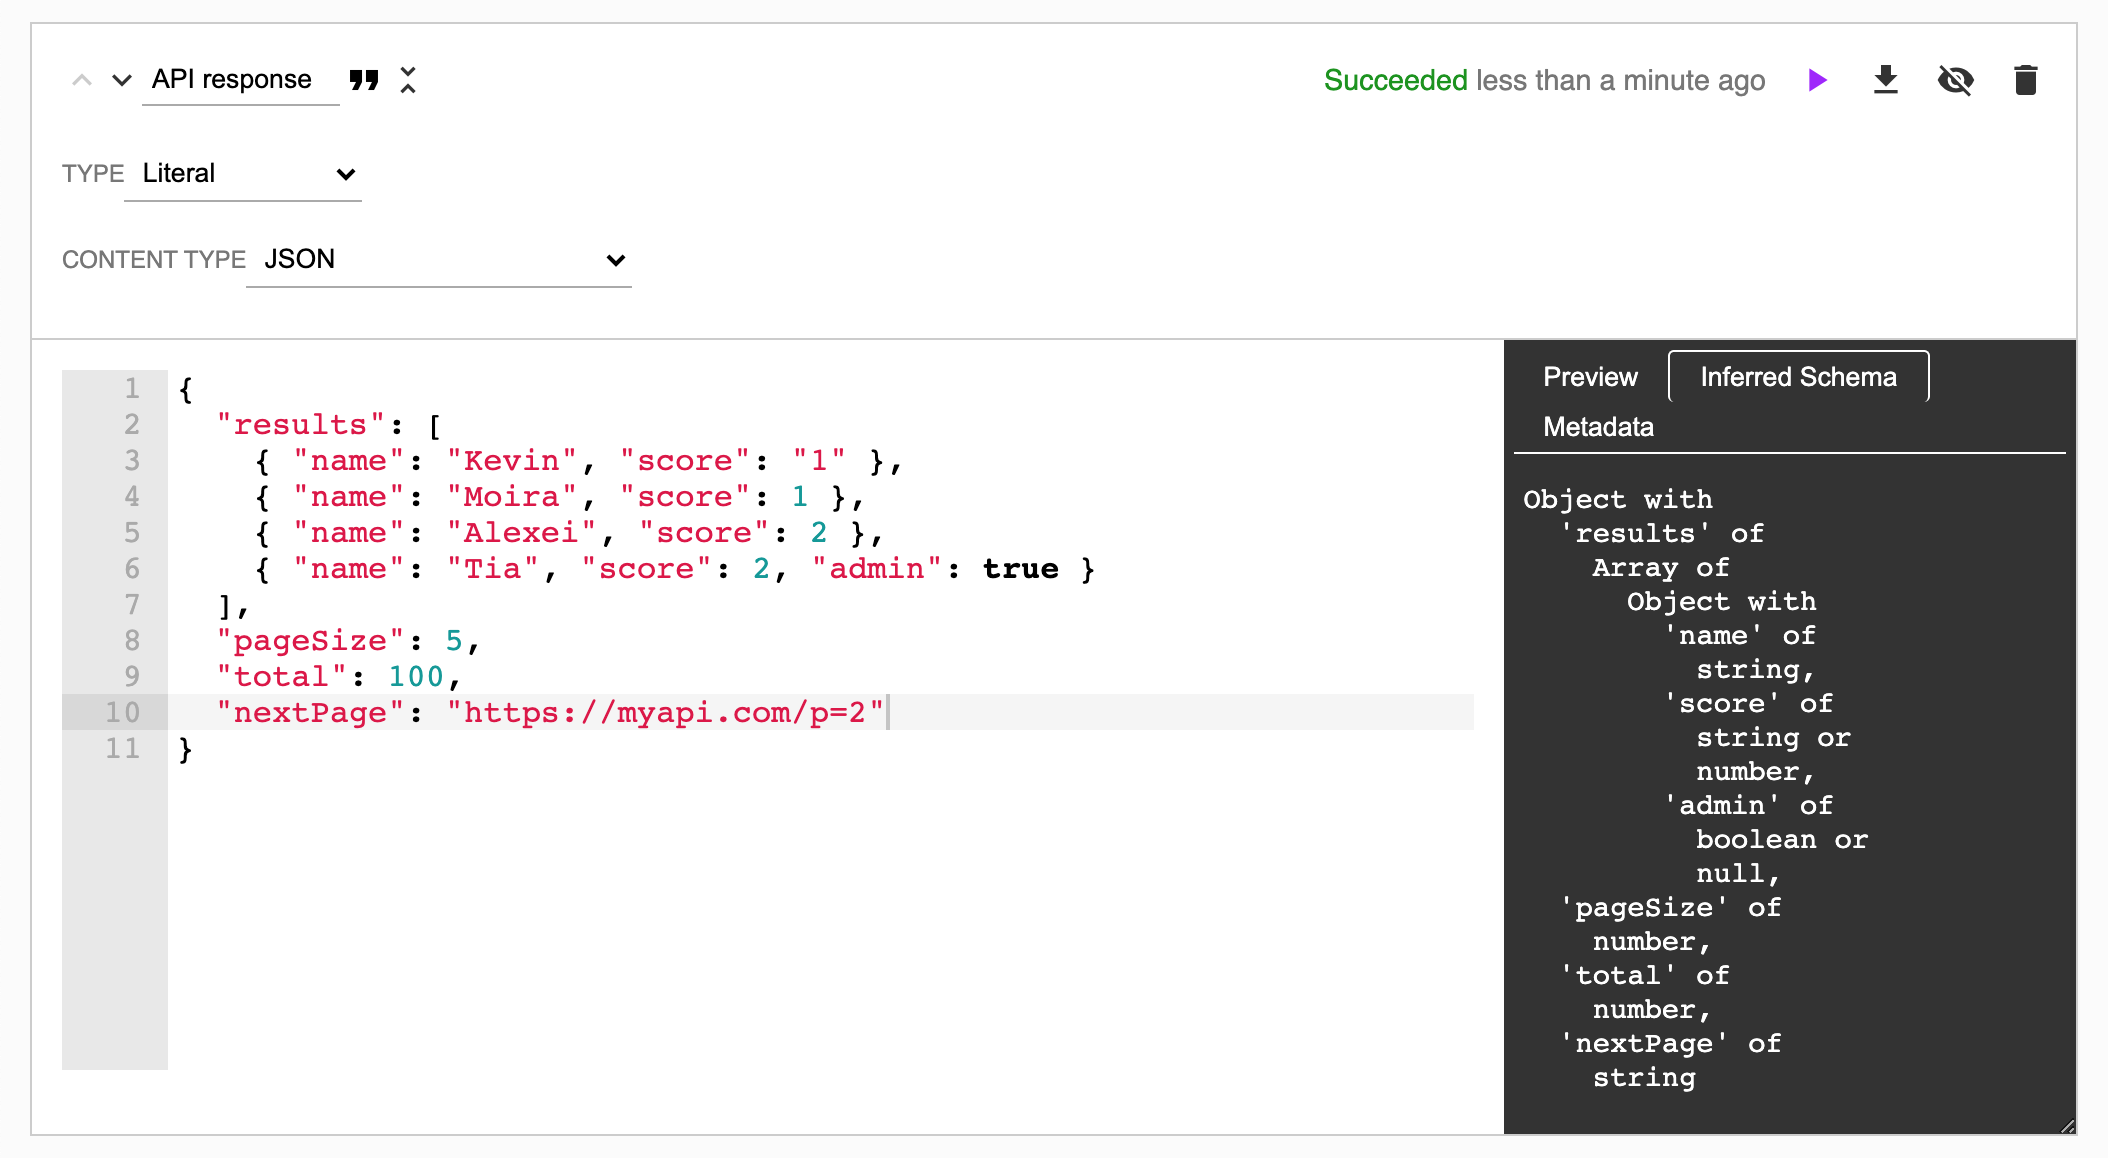 API response
Succeeded less than a minute ago
TYPE Literal
CONTENT TYPE JSON
1 {
2   "results": [
3     { "name": "Kevin", "score": "1" },
4     { "name": "Moira", "score": 1 },
5     { "name": "Alexei", "score": 2 },
6     { "name": "Tia", "score": 2, "admin": true }
7   ],
8   "pageSize": 5,
9   "total": 100,
10   "nextPage": "https://myapi.com/p=2"
11 }
Preview Inferred Schema
Metadata
Object with
  'results' of
    Array of
      Object with
        'name' of
          string,
        'score' of
          string or
          number,
        'admin' of
          boolean or
          null,
  'pageSize' of
    number,
  'total' of
    number,
  'nextPage' of
    string